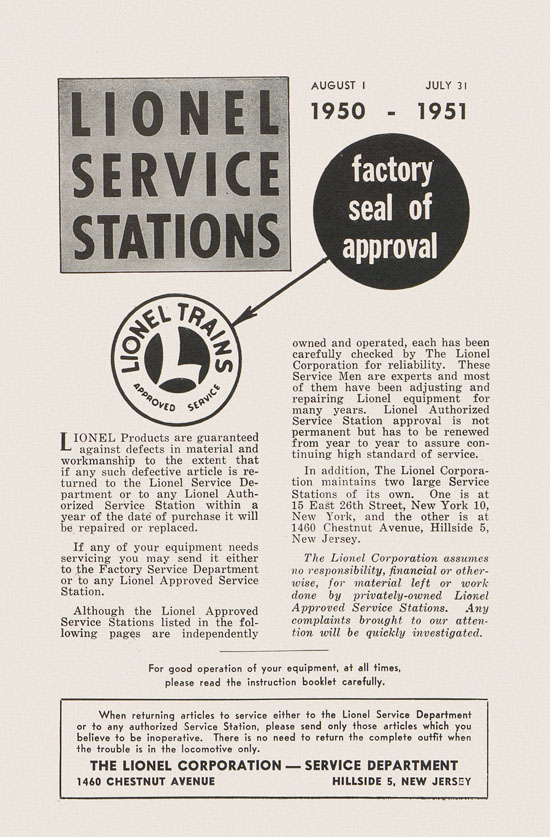 LIONEL
SERVICE
STATIONS
AUGUST 1 JULY 31
1950 - 1951
factory
seal of
approval
LIONEL TRAINS
L
APPROVED SERVICE
LIONEL Products are guaranteed
against defects in material and
workmanship to the extent that
if any such defective article is re-
turned to the Lionel Service De-
partment or to any Lionel Auth-
orized Service Station within a
year of the date of purchase it will
be repaired or replaced.
If any of your equipment needs
servicing you may send it either
to the Factory Service Department
or to any Lionel Approved Service
Station.
Although the Lionel Approved
Service Stations listed in the fol-
lowing pages are independently
owned and operated, each has been
carefully checked by The Lionel
Corporation for reliability. These
Service Men are experts and most
of them have been adjusting and
repairing Lionel equipment for
many years. Lionel Authorized
Service Station approval is not
permanent but has to be renewed
from year to year to assure con-
tinuing high standard of service.
In addition, The Lionel Corpora-
tion maintains two large Service
Stations of its own. One is at
15 East 26th Street, New York 10,
New York, and the other is at
1460 Chestnut Avenue, Hillside 5,
New Jersey.
The Lionel Corporation assumes
no responsibility, financial or other-
wise, for material left or work
done by privately-owned Lionel
Approved Service Stations. Any
complaints brought to our atten-
tion will be quickly investigated.
For good operation of your equipment, at all times,
please read the instruction booklet carefully.
When returning articles to service either to the Lionel Service Department
or to any authorized Service Station, please send only those articles which you
believe to be inoperative. There is no need to return the complete outfit when
the trouble is in the locomotive only.
THE LIONEL CORPORATION — SERVICE DEPARTMENT
1460 CHESTNUT AVENUE HILLSIDE 5, NEW JERSEY